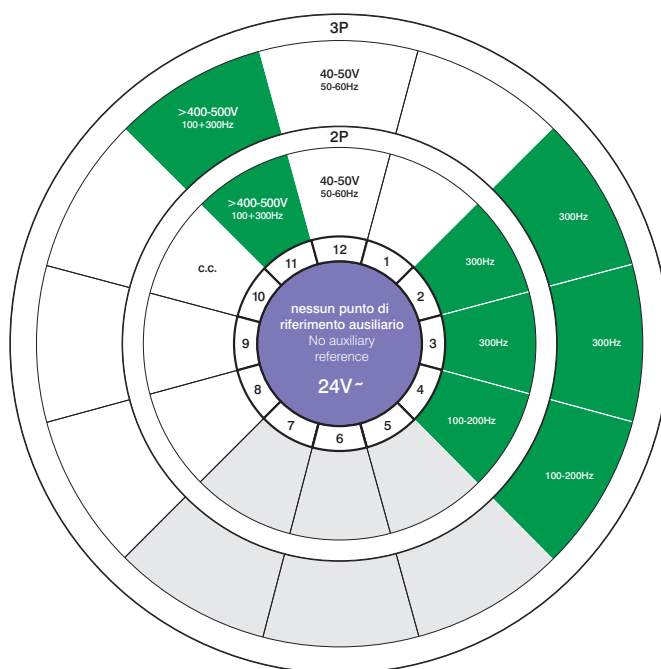 3P
40-50V
50-60Hz
>400-500V
100+300Hz
2P
40-50V
50-60Hz
>400-500V
100+300Hz
300Hz
300Hz
c.c.
12
11
1
10
2
9
3
8
4
7
5
6
nessun punto di
riferimento ausiliario
No auxiliary
reference
24V~
300Hz
300Hz
100-200Hz
100-200Hz